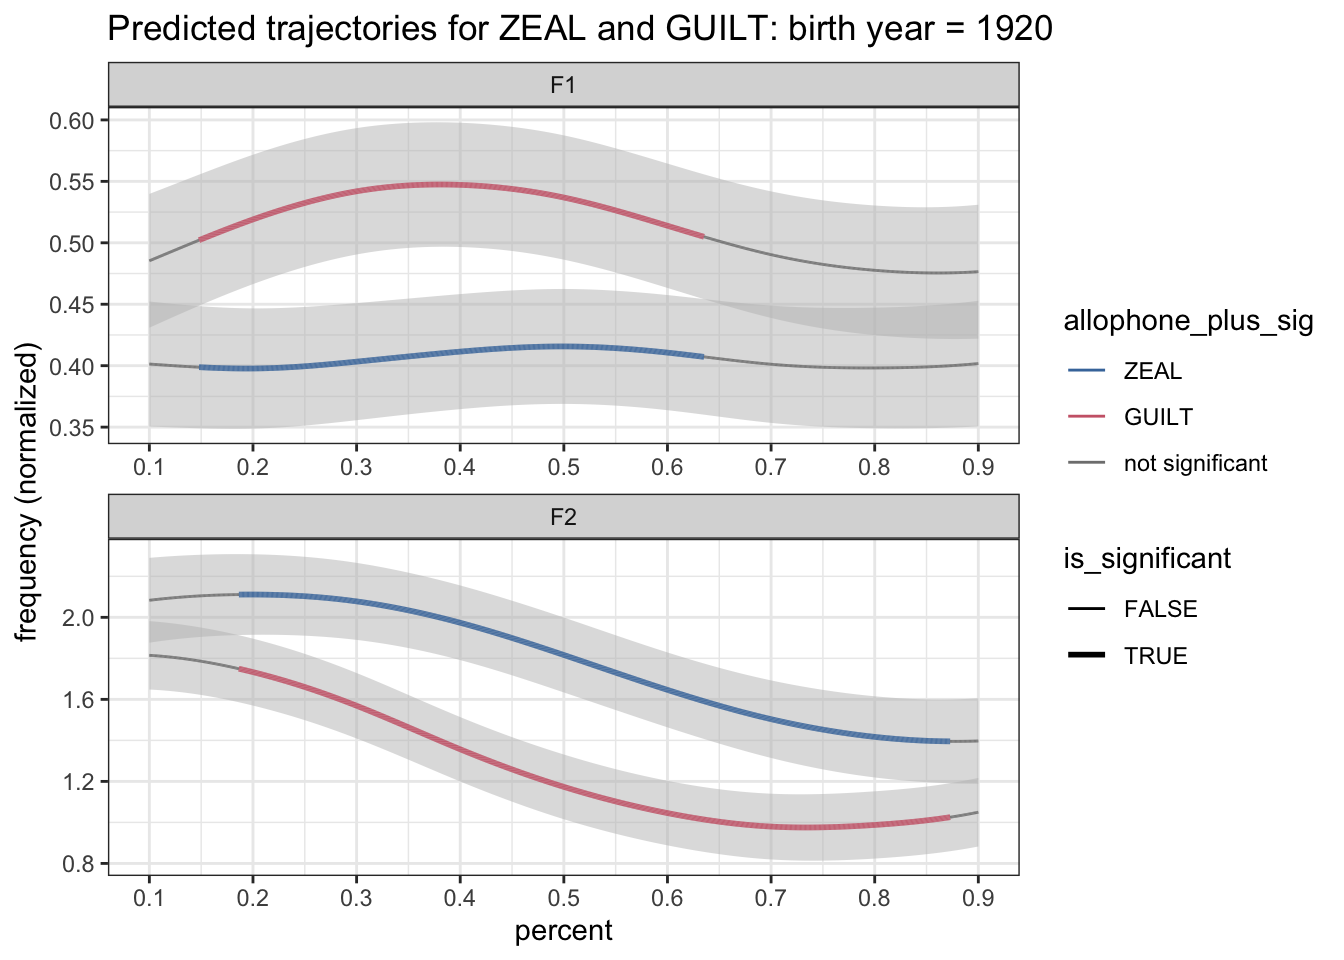 Predicted trajectories for ZEAL and GUILT: birth year = 1920
F1
0.60
0.55
0.50
0.45
0.40
0.35
0.1 0.2 0.3 0.4 0.5 0.6 0.7 0.8 0.9
F2
2.0
1.6
1.2
0.8
0.1 0.2 0.3 0.4 0.5 0.6 0.7 0.8 0.9
percent
frequency (normalized)
allophone_plus_sig
ZEAL
GUILT
not significant
is_significant
FALSE
TRUE